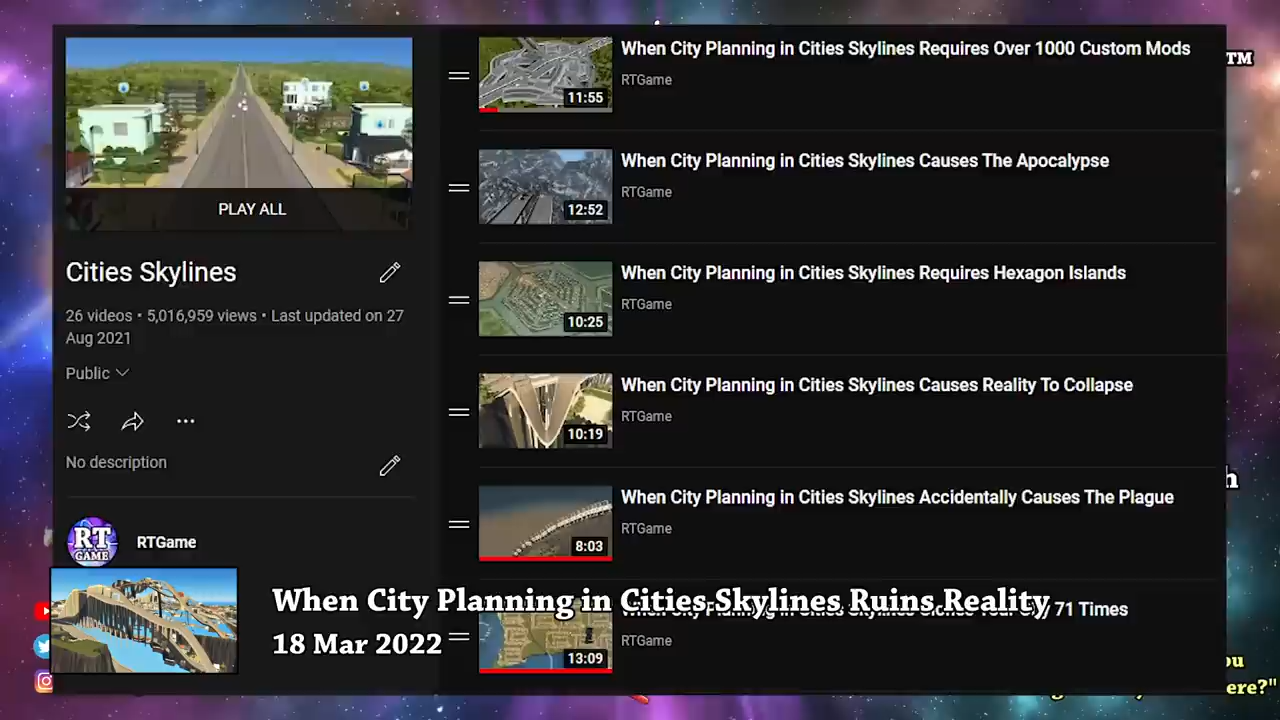 When City Planning in Cities Skylines Requires Over 1000 Custom Mods
RTGame
11:55
TM
When City Planning in Cities Skylines Causes The Apocalypse
RTGame
12:52
PLAY ALL
Cities Skylines
26 videos • 5,016,959 views • Last updated on 27
Aug 2021
Public
No description
RT
GAME
RTGame
When City Planning in Cities Skylines Requires Hexagon Islands
RTGame
10:25
When City Planning in Cities Skylines Causes Reality To Collapse
RTGame
10:19
When City Planning in Cities Skylines Accidentally Causes The Plague
RTGame
8:03
71 Times
RTGame
13:09
When City Planning in Cities Skylines Ruins Reality
18 Mar 2022
ere?"